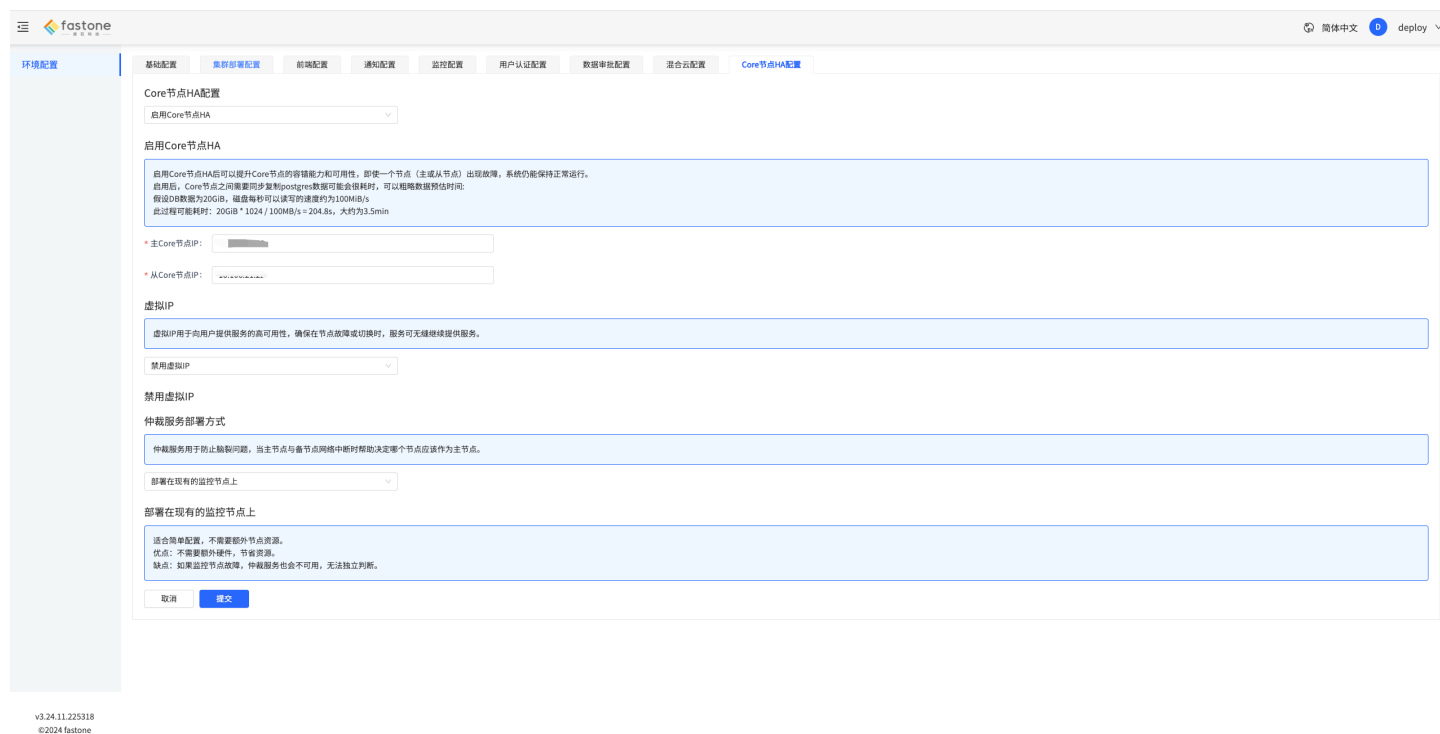 fastone
简体中文
D
deploy
环境配置
基础配置
集群部署配置
前端配置
通知配置
监控配置
用户认证配置
数据审批配置
混合云配置
Core节点HA配置
Core节点HA配置
启用Core节点HA
启用Core节点HA
启用Core节点HA后可以提升Core节点的容错能力和可用性，即使一个节点（主或从节点）出现故障，系统仍能保持正常运行。
启用后，Core节点之间需要同步复制postgres数据可能会很耗时，可以粗略数据预估时间:
假设DB数据为20GiB，磁盘每秒可以读写的速度约为100MiB/s
此过程可能耗时：20GiB * 1024 / 100MB/s = 204.8s，大约为3.5min
* 主Core节点IP：
* 从Core节点IP：
虚拟IP
虚拟IP用于向用户提供服务的高可用性，确保在节点故障或切换时，服务可无缝继续提供服务。
禁用虚拟IP
禁用虚拟IP
仲裁服务部署方式
仲裁服务用于防止脑裂问题，当主节点与备节点网络中断时帮助决定哪个节点应该作为主节点。
部署在现有的监控节点上
部署在现有的监控节点上
适合简单配置，不需要额外节点资源。
优点：不需要额外硬件，节省资源。
缺点：如果监控节点故障，仲裁服务也会不可用，无法独立判断。
取消
提交
v3.24.11.225318
©2024 fastone